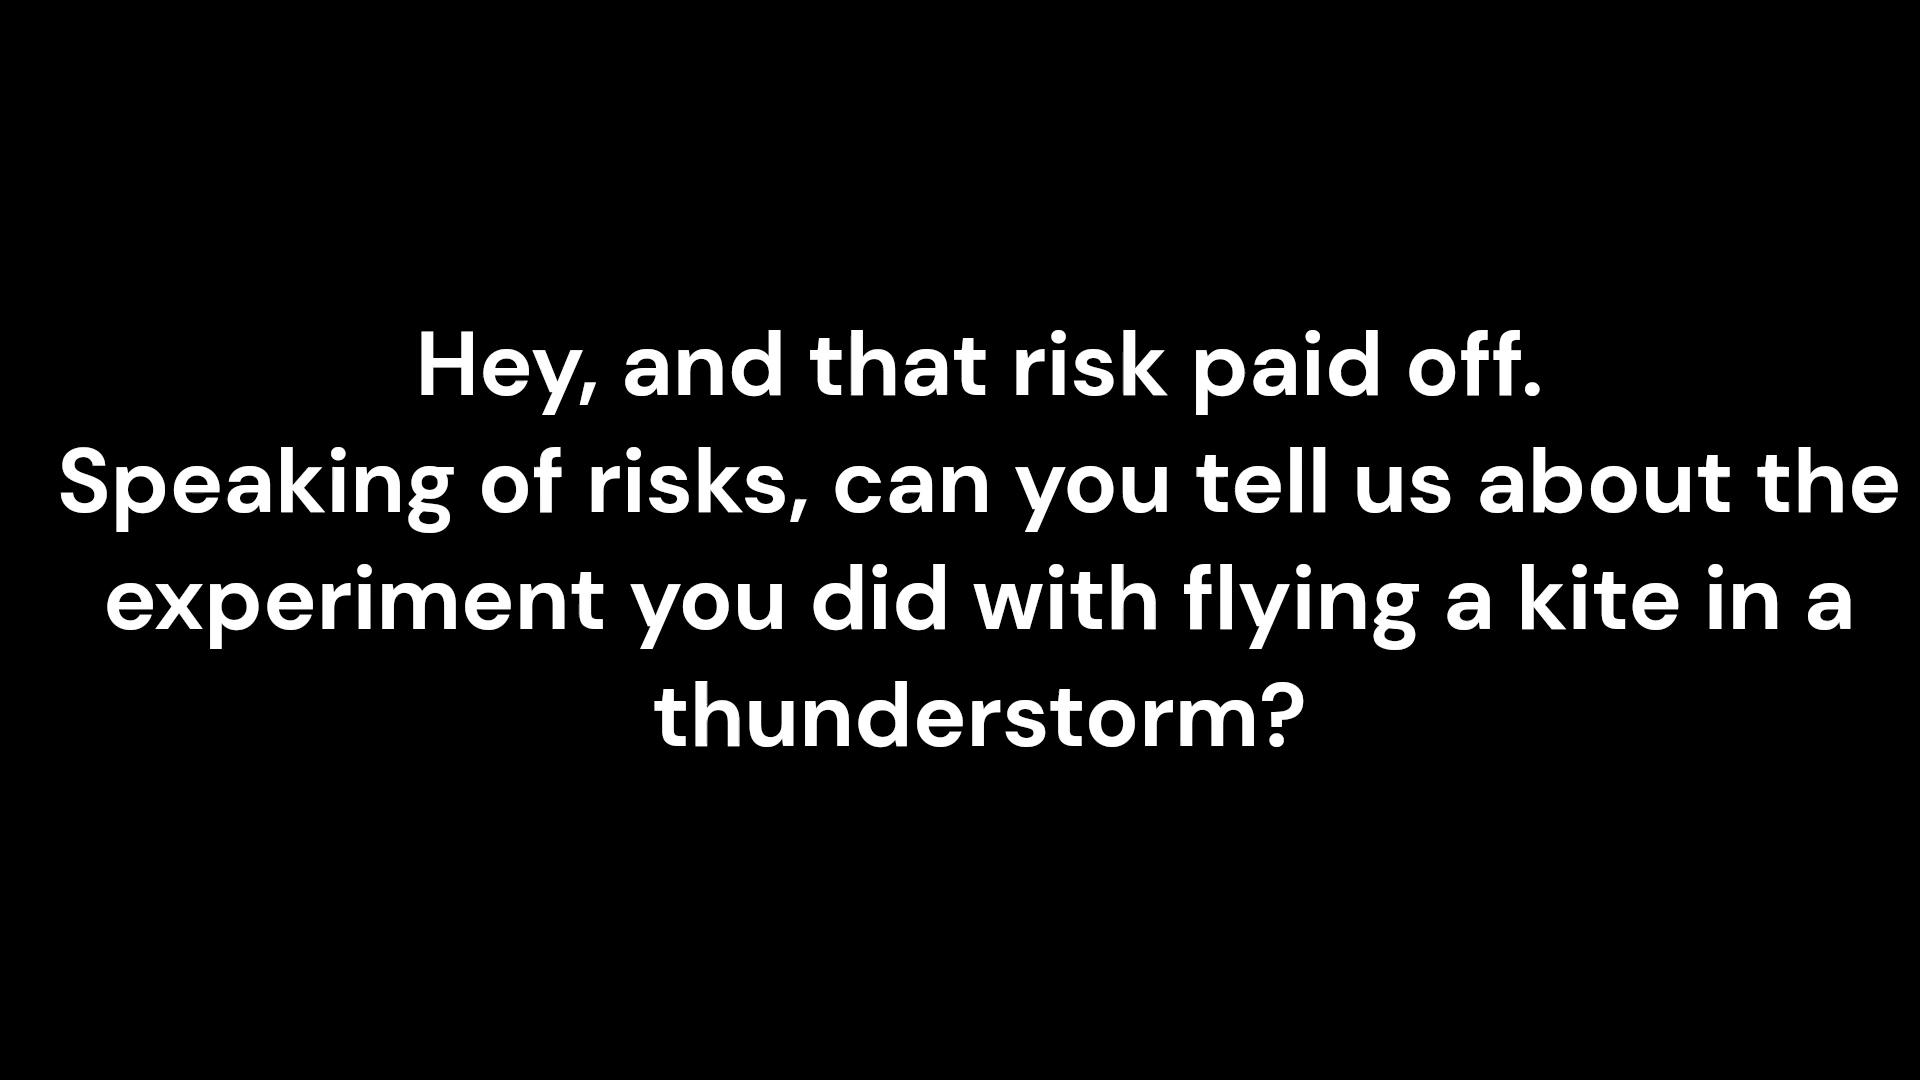 Hey, and that risk paid off.
Speaking of risks, can you tell us about the
experiment you did with flying a kite in a
thunderstorm?